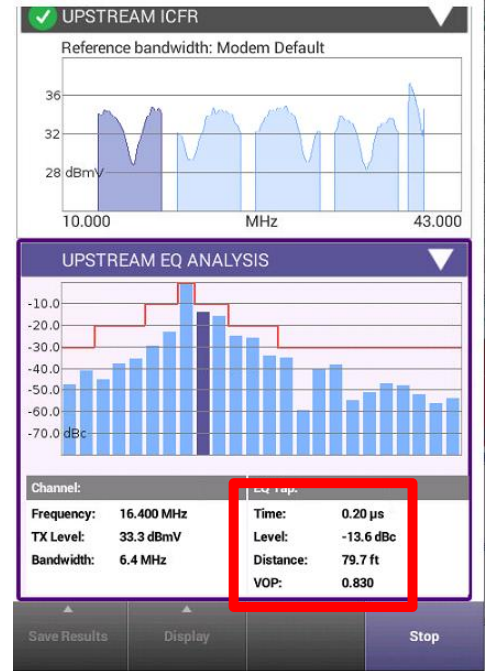 UPSTREAM ICFR
Reference bandwidth: Modem Default
36
32
28 dBmV
10.000 MHz 43.000
UPSTREAM EQ ANALYSIS
-10.0
-20.0
-30.0
-40.0
-50.0
-60.0
-70.0 dBc
Channel:
Frequency: 16.400 MHz
TX Level: 33.3 dBmV
Bandwidth: 6.4 MHz
EQ Tap:
Time: 0.20 µs
Level: -13.6 dBc
Distance: 79.7 ft
VOP: 0.830
Save Results Display Stop